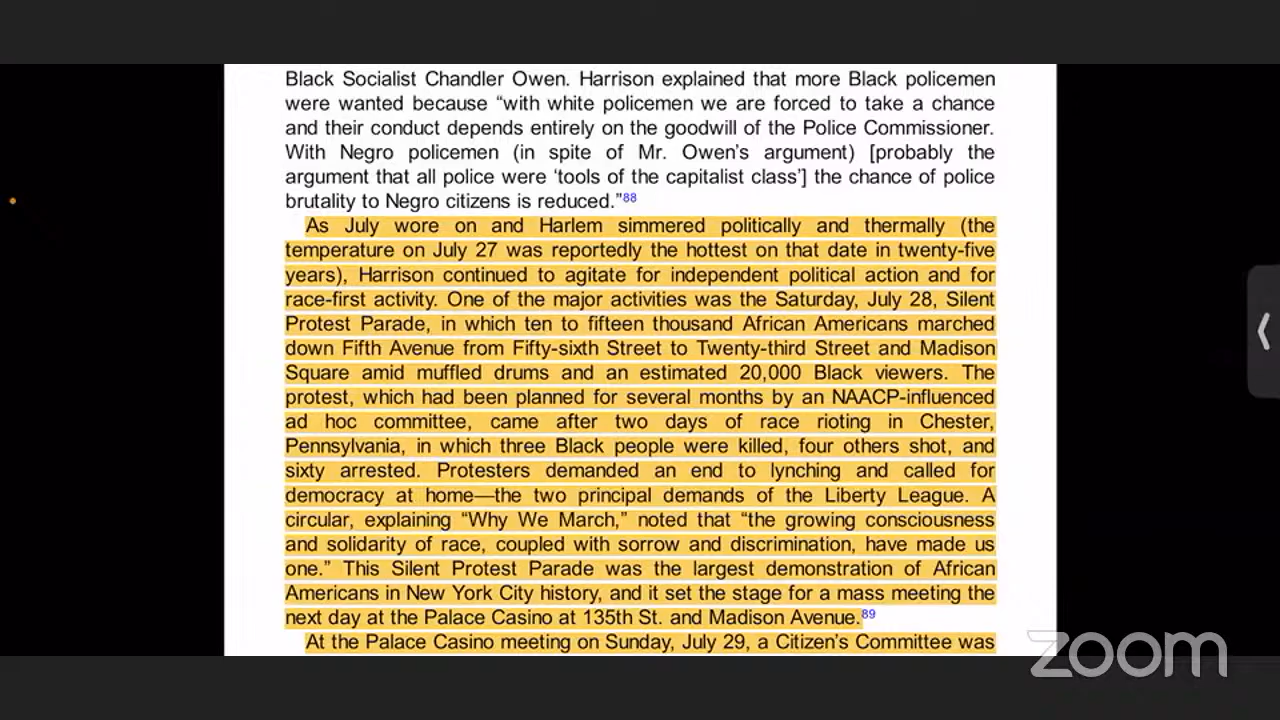 Black Socialist Chandler Owen. Harrison explained that more Black policemen
were wanted because “with white policemen we are forced to take a chance
and their conduct depends entirely on the goodwill of the Police Commissioner.
With Negro policemen (in spite of Mr. Owen’s argument) [probably the
argument that all police were ‘tools of the capitalist class’] the chance of police
brutality to Negro citizens is reduced.”88
As July wore on and Harlem simmered politically and thermally (the
temperature on July 27 was reportedly the hottest on that date in twenty-five
years), Harrison continued to agitate for independent political action and for
race-first activity. One of the major activities was the Saturday, July 28, Silent
Protest Parade, in which ten to fifteen thousand African Americans marched
down Fifth Avenue from Fifty-sixth Street to Twenty-third Street and Madison
Square amid muffled drums and an estimated 20,000 Black viewers. The
protest, which had been planned for several months by an NAACP-influenced
ad hoc committee, came after two days of race rioting in Chester,
Pennsylvania, in which three Black people were killed, four others shot, and
sixty arrested. Protesters demanded an end to lynching and called for
democracy at home—the two principal demands of the Liberty League. A
circular, explaining “Why We March,” noted that “the growing consciousness
and solidarity of race, coupled with sorrow and discrimination, have made us
one.” This Silent Protest Parade was the largest demonstration of African
Americans in New York City history, and it set the stage for a mass meeting the
next day at the Palace Casino at 135th St. and Madison Avenue.89
At the Palace Casino meeting on Sunday, July 29, a Citizen’s Committee was
zoom